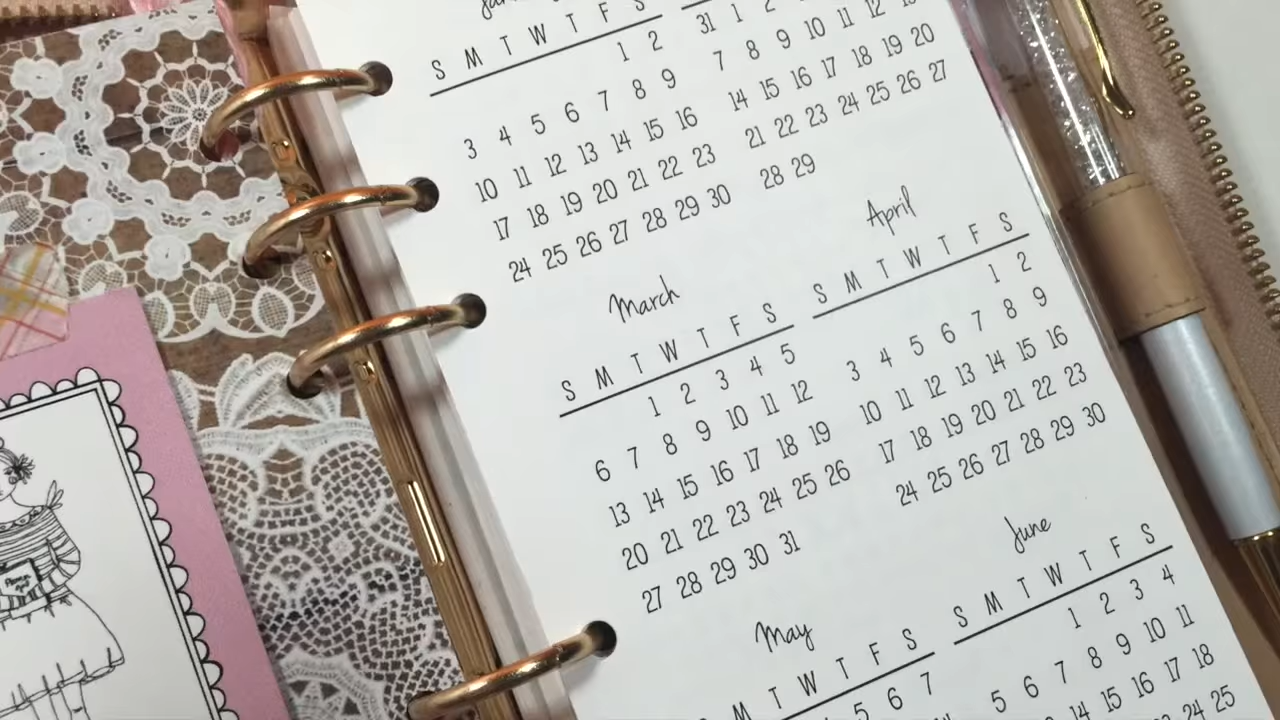 S M T W T F S
1 2
3 4 5 6 7 8 9
10 11 12 13 14 15 16
17 18 19 20 21 22 23
24 25 26 27 28 29 30
31 1 2
7 8 9 10 11 12
14 15 16 17 18 19 20
21 22 23 24 25 26 27
28 29
March
S M T W T F S
1 2 3 4 5
6 7 8 9 10 11 12
13 14 15 16 17 18 19
20 21 22 23 24 25 26
27 28 29 30 31
April
S M T W T F S
1 2
3 4 5 6 7 8 9
10 11 12 13 14 15 16
17 18 19 20 21 22 23
24 25 26 27 28 29 30
May
M T W T F S
5 6 7
June
S M T W T F S
1 2 3 4
5 6 7 8 9 10 11
14 15 16 17 18
24 25